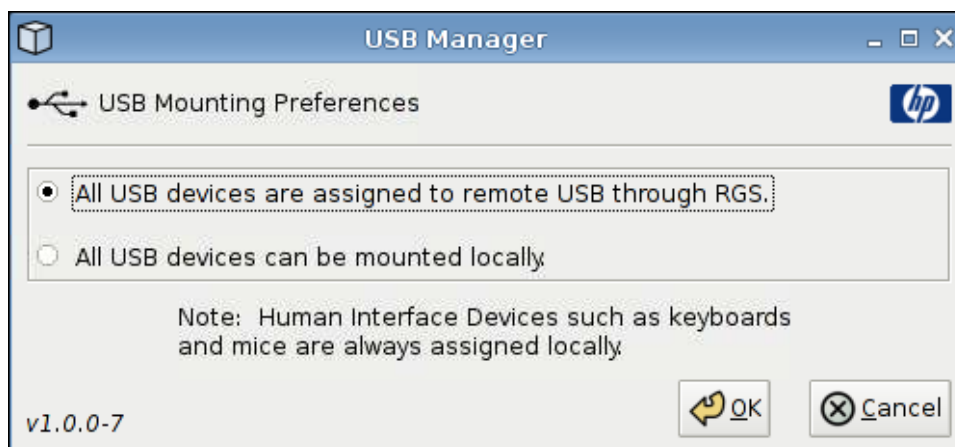 USB Manager
USB Mounting Preferences
hp
All USB devices are assigned to remote USB through RGS.
All USB devices can be mounted locally.
Note: Human Interface Devices such as keyboards
and mice are always assigned locally.
v1.0.0-7
OK
Cancel